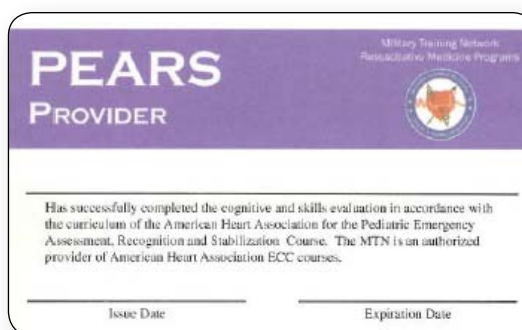 PEARS
PROVIDER
Military Training Network
Resuscitative Medicine Programs
Has successfully completed the cognitive and skills evaluation in accordance with
the curriculum of the American Heart Association for the Pediatric Emergency
Assessment, Recognition and Stabilization Course. The MTN is an authorized
provider of American Heart Association ECC courses.
Issue Date
Expiration Date